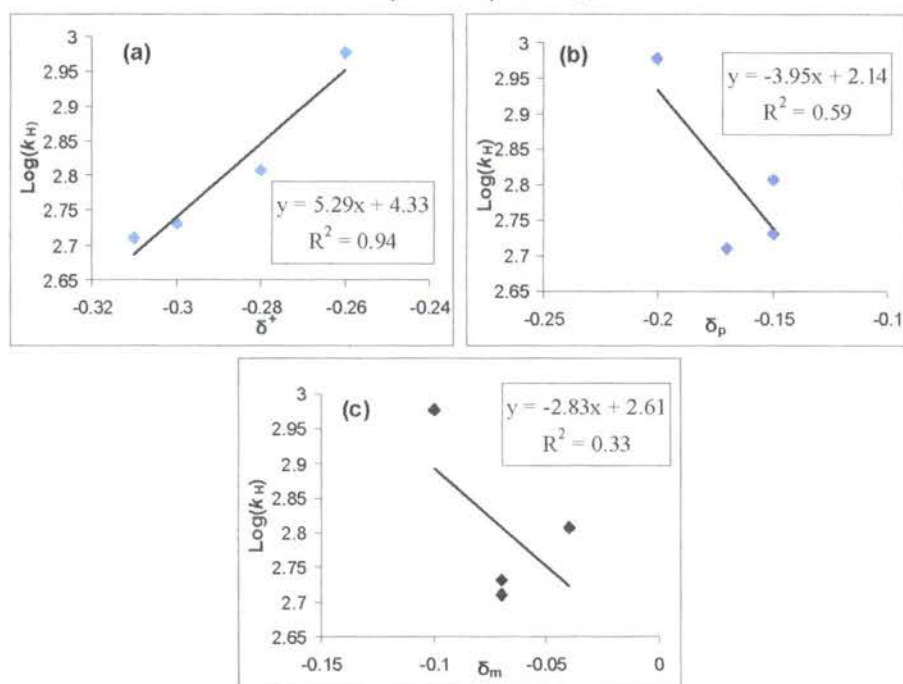 (a)
3
2.95
2.9
2.85
2.8
2.75
2.7
2.65
Log(kH)
y = 5.29x + 4.33
R² = 0.94
-0.32 -0.3 -0.28 -0.26 -0.24
δ⁺
(b)
3
2.95
2.9
2.85
2.8
2.75
2.7
2.65
Log(kH)
y = -3.95x + 2.14
R² = 0.59
-0.25 -0.2 -0.15 -0.1
δp
(c)
3
2.95
2.9
2.85
2.8
2.75
2.7
2.65
Log(kH)
y = -2.83x + 2.61
R² = 0.33
-0.15 -0.1 -0.05 0
δm